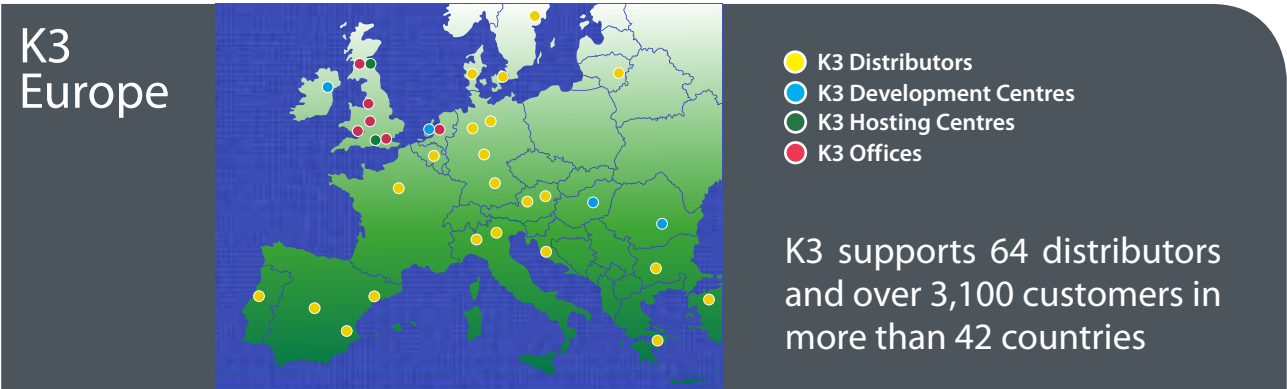 K3
Europe
K3 Distributors
K3 Development Centres
K3 Hosting Centres
K3 Offices
K3 supports 64 distributors
and over 3,100 customers in
more than 42 countries